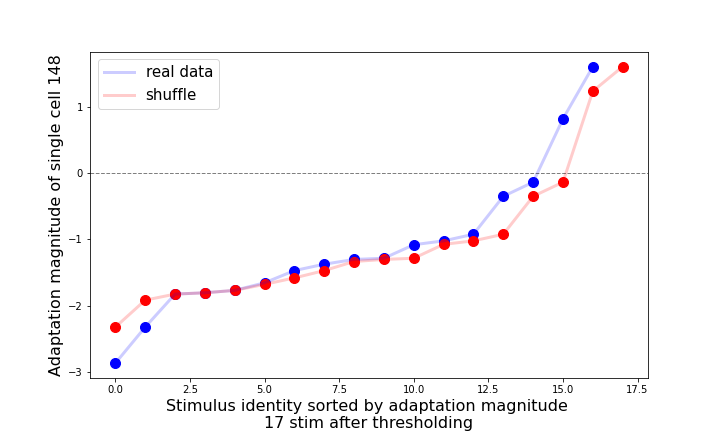 real data
shuffle
Adaptation magnitude of single cell 148
1
0
−1
−2
−3
0.0 2.5 5.0 7.5 10.0 12.5 15.0 17.5
Stimulus identity sorted by adaptation magnitude
17 stim after thresholding